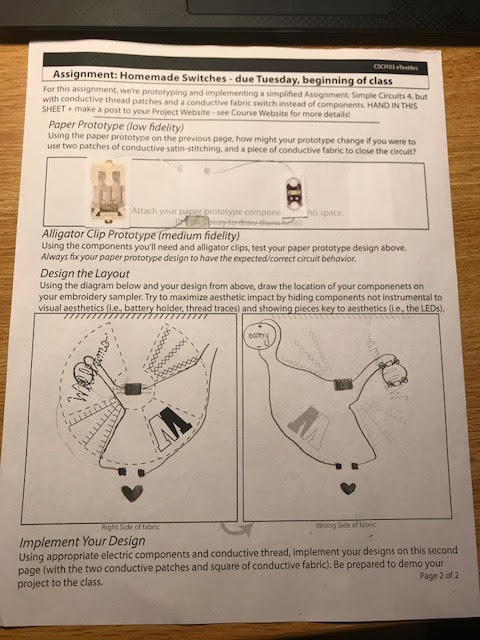 CSCI103 eTextiles
Assignment: Homemade Switches - due Tuesday, beginning of class
For this assignment, we're prototyping and implementing a simplified Assignment: Simple Circuits 4, but
with conductive thread patches and a conductive fabric switch instead of components. HAND IN THIS
SHEET + make a post to your Project Website - see Course Website for more details!
Paper Prototype (low fidelity)
Using the paper prototype on the previous page, how might your prototype change if you were to
use two patches of conductive satin-stitching, and a piece of conductive fabric to close the circuit?
Attach your paper prototype compone his space.
okay to draw them here)
Alligator Clip Prototype (medium fidelity)
Using the components you'll need and alligator clips, test your paper prototype design above.
Always fix your paper prototype design to have the expected/correct circuit behavior.
Design the Layout
Using the diagram below and your design from above, draw the location of your componenets on
your embroidery sampler. Try to maximize aesthetic impact by hiding components not instrumental to
visual aesthetics (i.e., battery holder, thread traces) and showing pieces key to aesthetics (i.e., the LEDs).
Battery
W
W
Right Side of fabric
Wrong Side of fabric
Implement Your Design
Using appropriate electric components and conductive thread, implement your designs on this second
page (with the two conductive patches and square of conductive fabric). Be prepared to demo your
project to the class.
Page 2 of 2